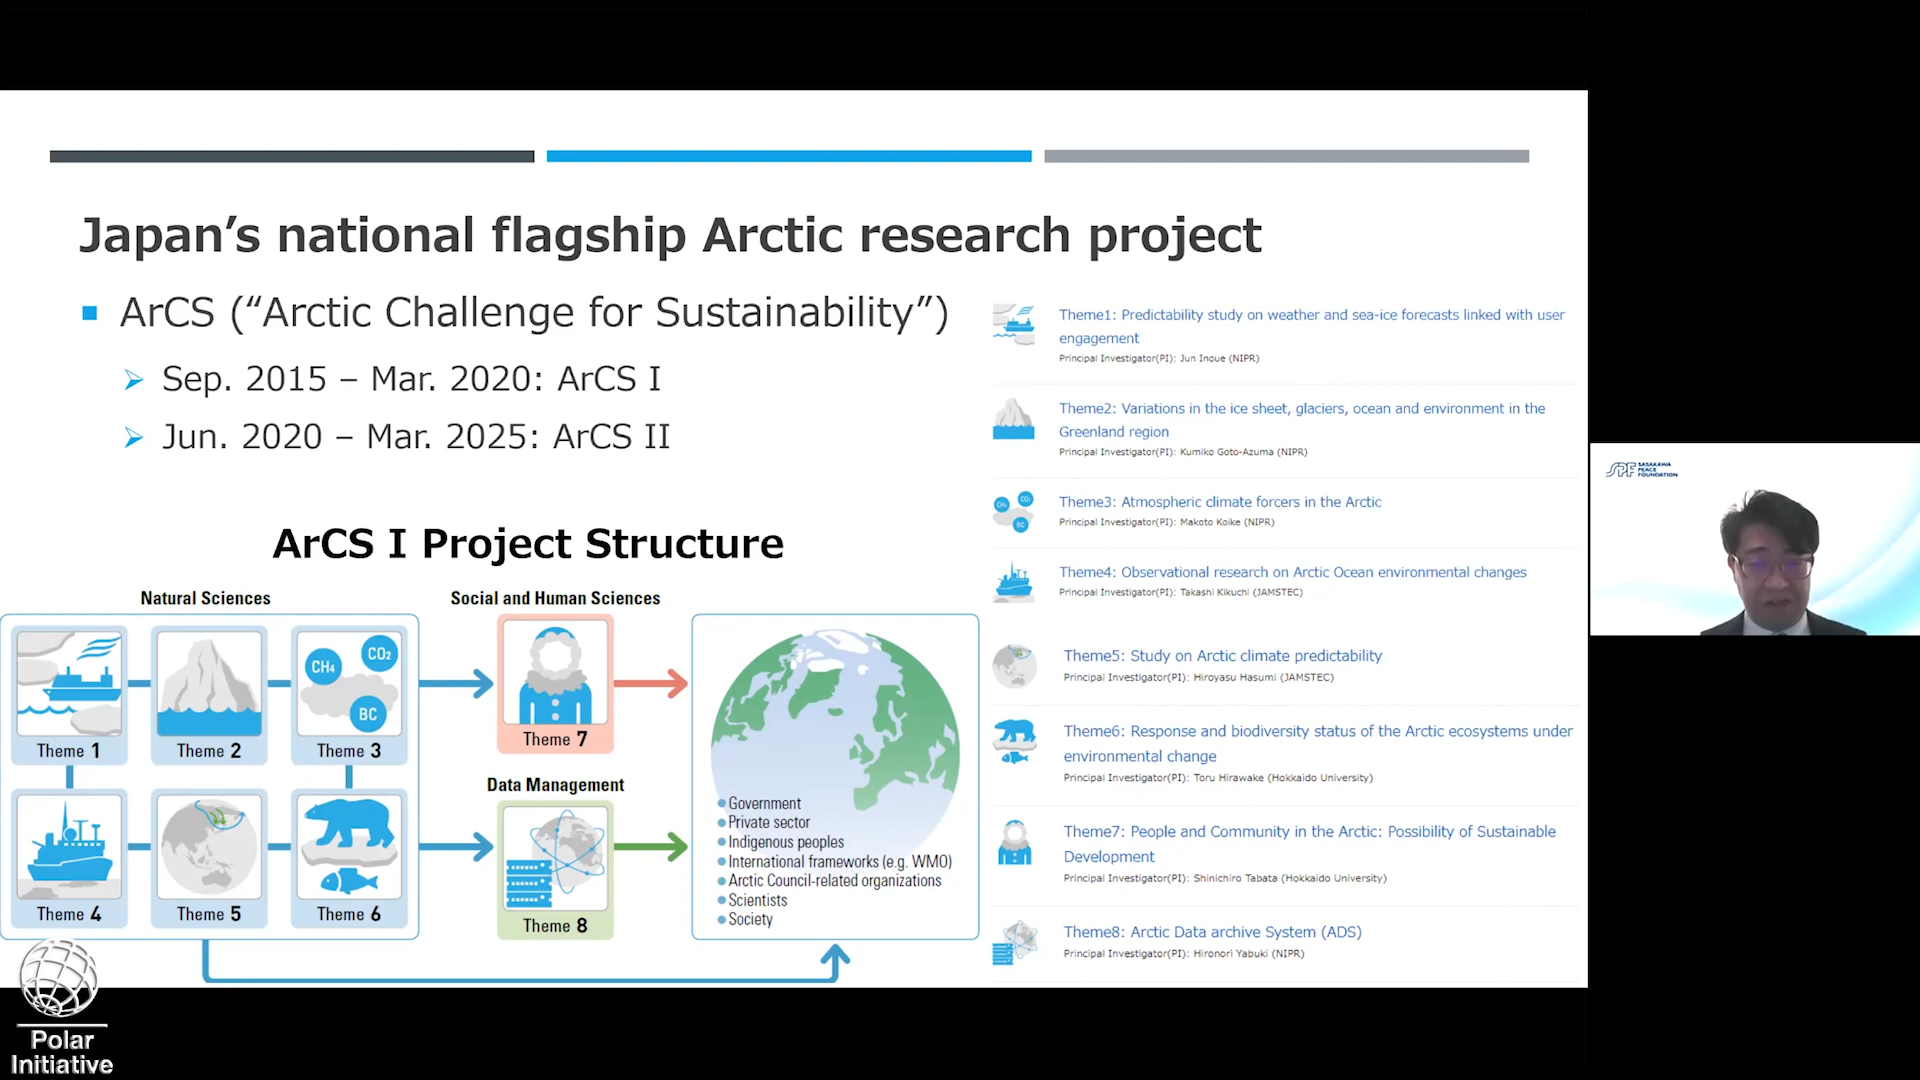 Japan’s national flagship Arctic research project
ArCS (“Arctic Challenge for Sustainability”)
Sep. 2015 – Mar. 2020: ArCS I
Jun. 2020 – Mar. 2025: ArCS II
ArCS I Project Structure
Natural Sciences
Social and Human Sciences
CH₄
CO₂
BC
Theme 1
Theme 2
Theme 3
Theme 7
Data Management
Theme 4
Theme 5
Theme 6
Theme 8
Government
Private sector
Indigenous peoples
International frameworks (e.g. WMO)
Arctic Council-related organizations
Scientists
Society
Theme1: Predictability study on weather and sea-ice forecasts linked with user
engagement
Principal Investigator(PI): Jun Inoue (NIPR)
Theme2: Variations in the ice sheet, glaciers, ocean and environment in the
Greenland region
Principal Investigator(PI): Kumiko Goto-Azuma (NIPR)
CH₄
CO₂
BC
Theme3: Atmospheric climate forcers in the Arctic
Principal Investigator(PI): Makoto Koike (NIPR)
Theme4: Observational research on Arctic Ocean environmental changes
Principal Investigator(PI): Takashi Kikuchi (JAMSTEC)
Theme5: Study on Arctic climate predictability
Principal Investigator(PI): Hiroyasu Hasumi (JAMSTEC)
Theme6: Response and biodiversity status of the Arctic ecosystems under
environmental change
Principal Investigator(PI): Toru Hirawake (Hokkaido University)
Theme7: People and Community in the Arctic: Possibility of Sustainable
Development
Principal Investigator(PI): Shinichiro Tabata (Hokkaido University)
Theme8: Arctic Data archive System (ADS)
Principal Investigator(PI): Hironori Yabuki (NIPR)
SPF
SASAKAWA
PEACE
FOUNDATION
Polar
Initiative